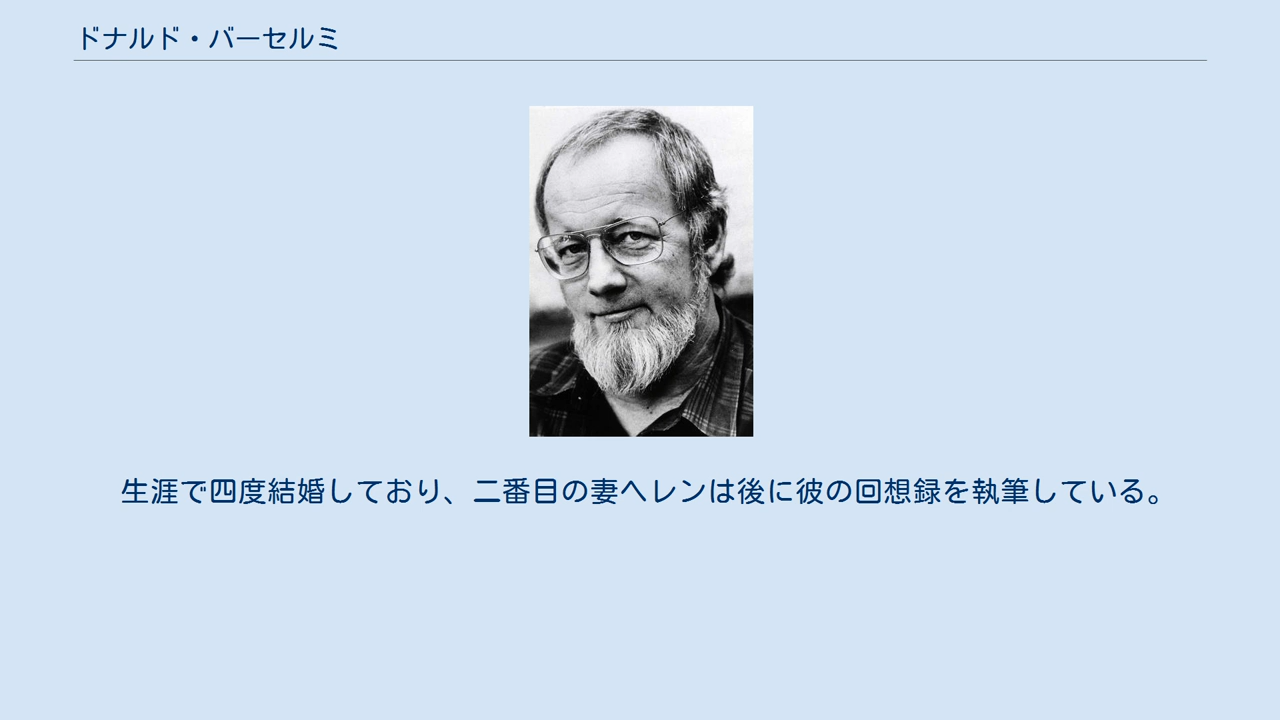 ドナルド・バーセルミ
生涯で四度結婚しており、二番目の妻ヘレンは後に彼の回想録を執筆している。